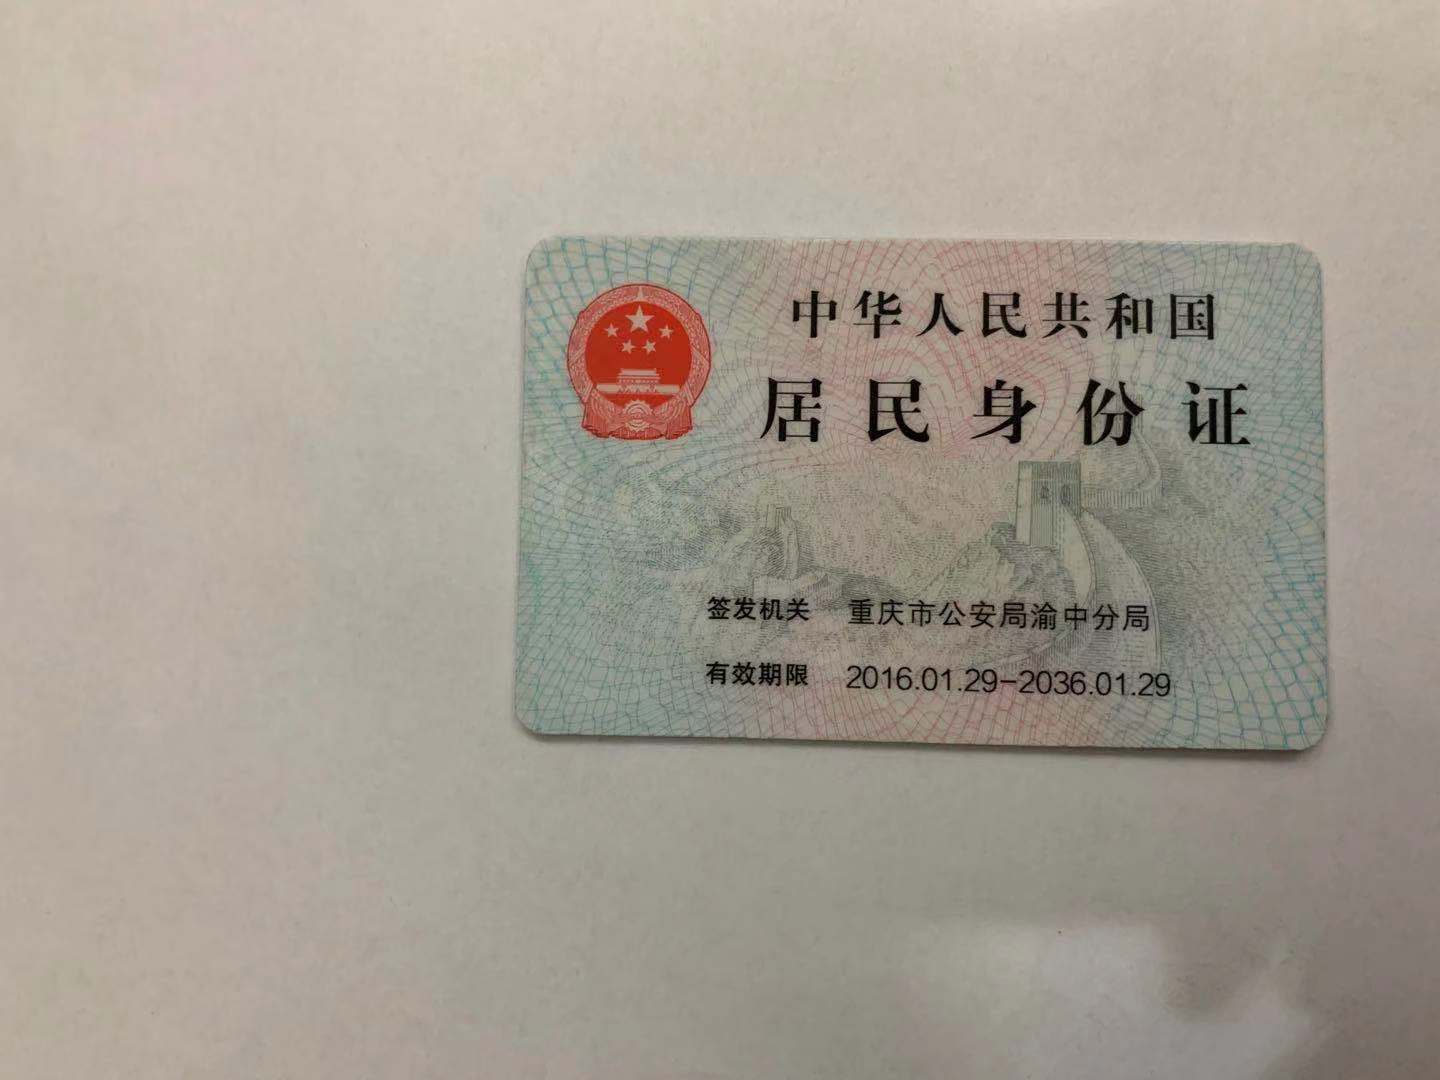 中华人民共和国
居民身份证
签发机关 重庆市公安局渝中分局
有效期限 2016.01.29-2036.01.29